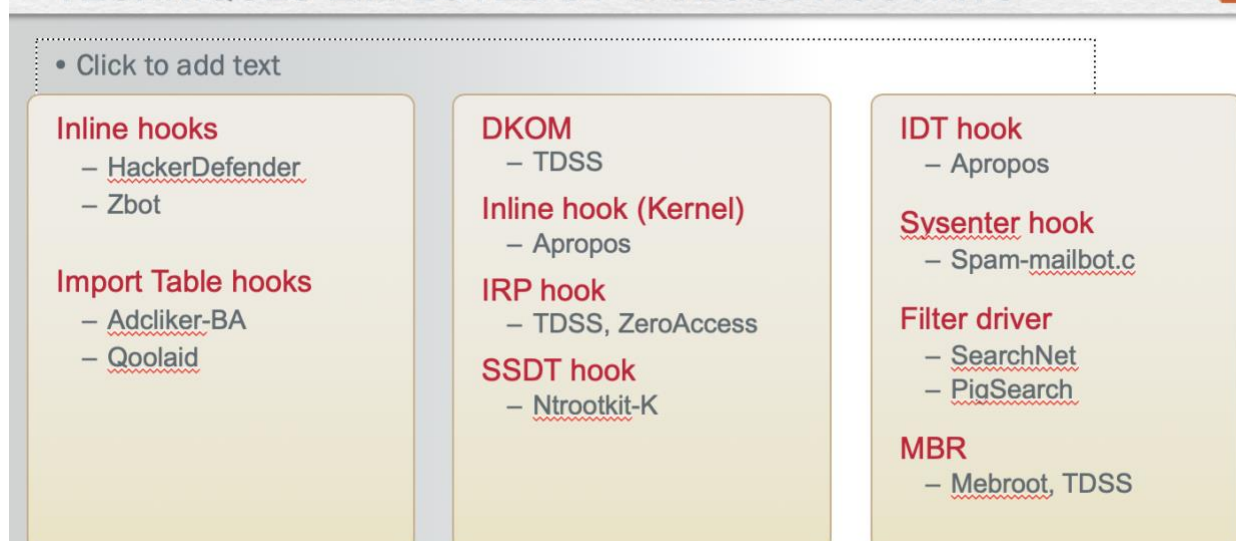 • Click to add text
Inline hooks
– HackerDefender
– Zbot
Import Table hooks
– Adcliker-BA
– Qoolaid
DKOM
– TDSS
Inline hook (Kernel)
– Apropos
IRP hook
– TDSS, ZeroAccess
SSDT hook
– Ntrootkit-K
IDT hook
– Apropos
Sysenter hook
– Spam-mailbot.c
Filter driver
– SearchNet
– PigSearch
MBR
– Mebroot, TDSS